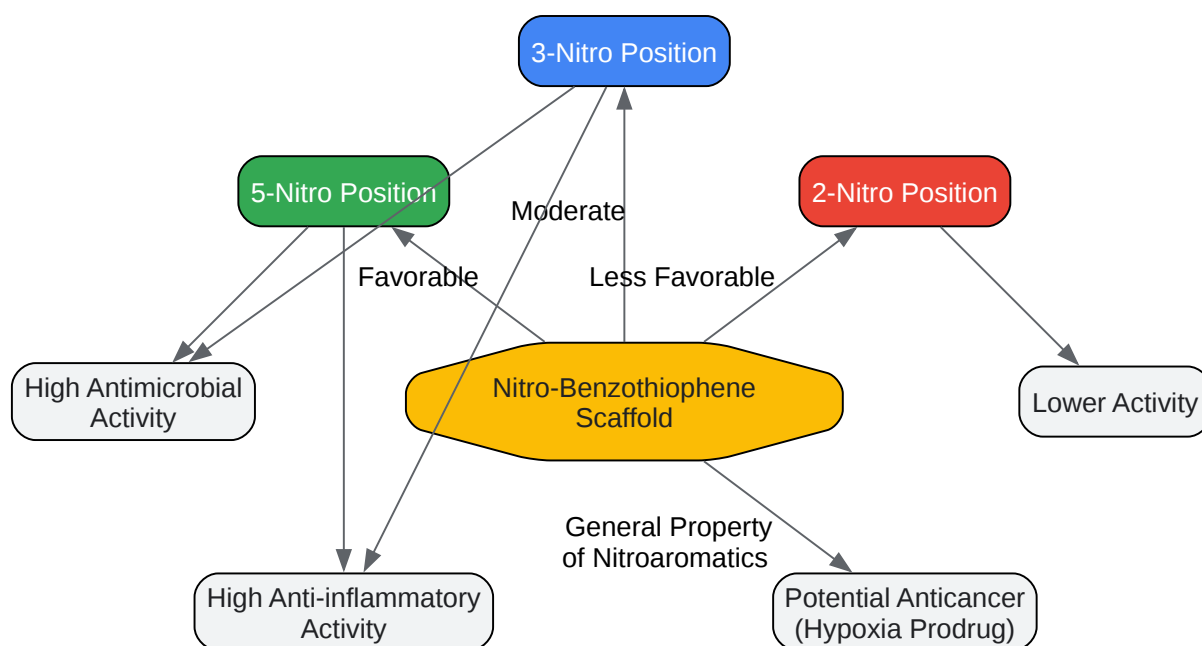 3-Nitro Position
5-Nitro Position
2-Nitro Position
Moderate
Favorable
Less Favorable
High Antimicrobial
Activity
Nitro-Benzothiophene
Scaffold
Lower Activity
General Property
of Nitroaromatics
High Anti-inflammatory
Activity
Potential Anticancer
(Hypoxia Prodrug)